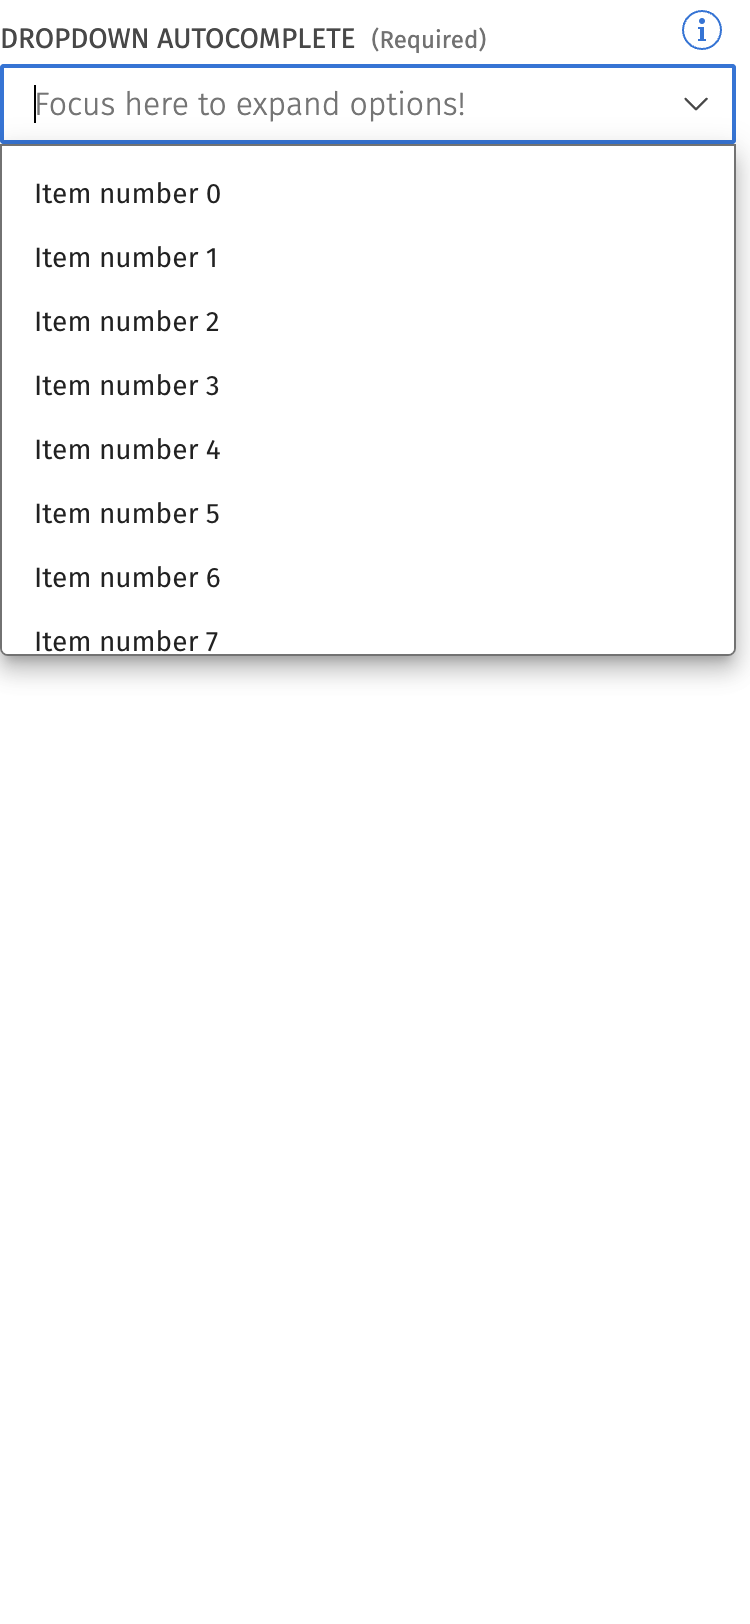 DROPDOWN AUTOCOMPLETE (Required)
Focus here to expand options!
Item number 0
Item number 1
Item number 2
Item number 3
Item number 4
Item number 5
Item number 6
Item number 7